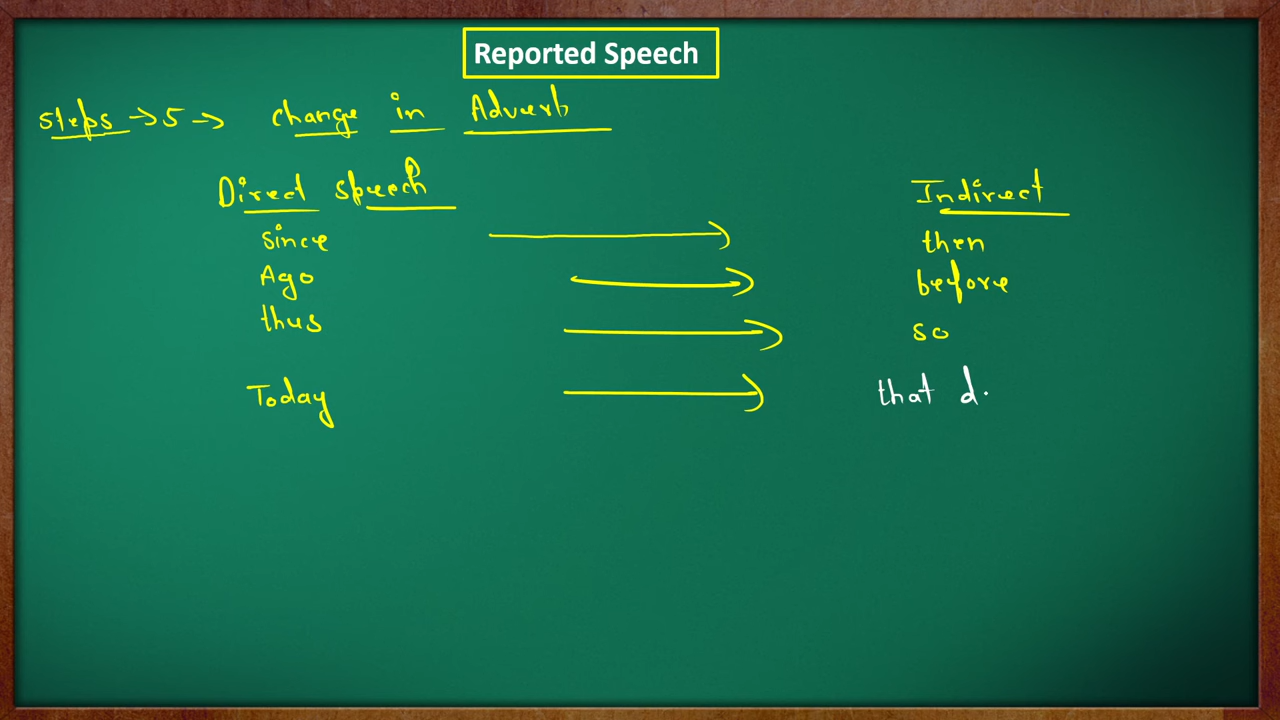 Reported Speech
Steps → 5 → change in Adverb
Direct speech Indirect
since → then
Ago → before
thus → so
Today → that d.